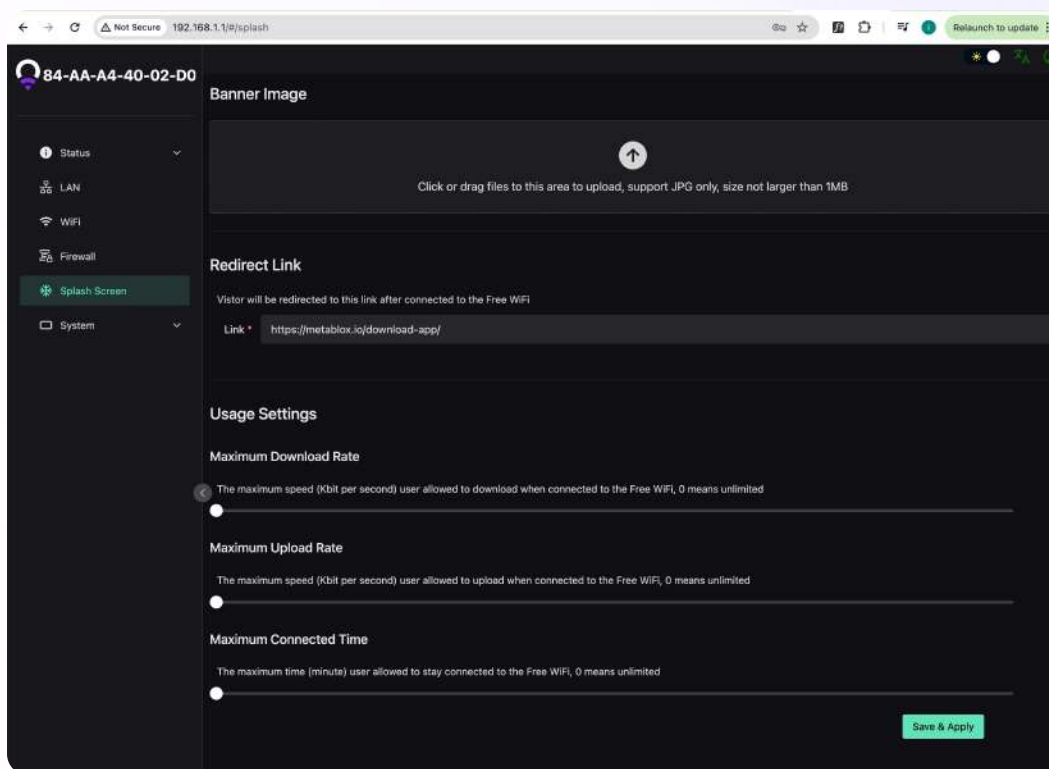 Not Secure 192.168.1.1/#/splash
Relaunch to update
84-AA-A4-40-02-D0
Banner Image
Status
Click or drag files to this area to upload, support JPG only, size not larger than 1MB
LAN
WiFi
Firewall
Redirect Link
Splash Screen
Vistor will be redirected to this link after connected to the Free WiFi
System
Link * https://metablox.io/download-app/
Usage Settings
Maximum Download Rate
The maximum speed (Kbit per second) user allowed to download when connected to the Free WiFi, 0 means unlimited
Maximum Upload Rate
The maximum speed (Kbit per second) user allowed to upload when connected to the Free WiFi, 0 means unlimited
Maximum Connected Time
The maximum time (minute) user allowed to stay connected to the Free WiFi, 0 means unlimited
Save & Apply